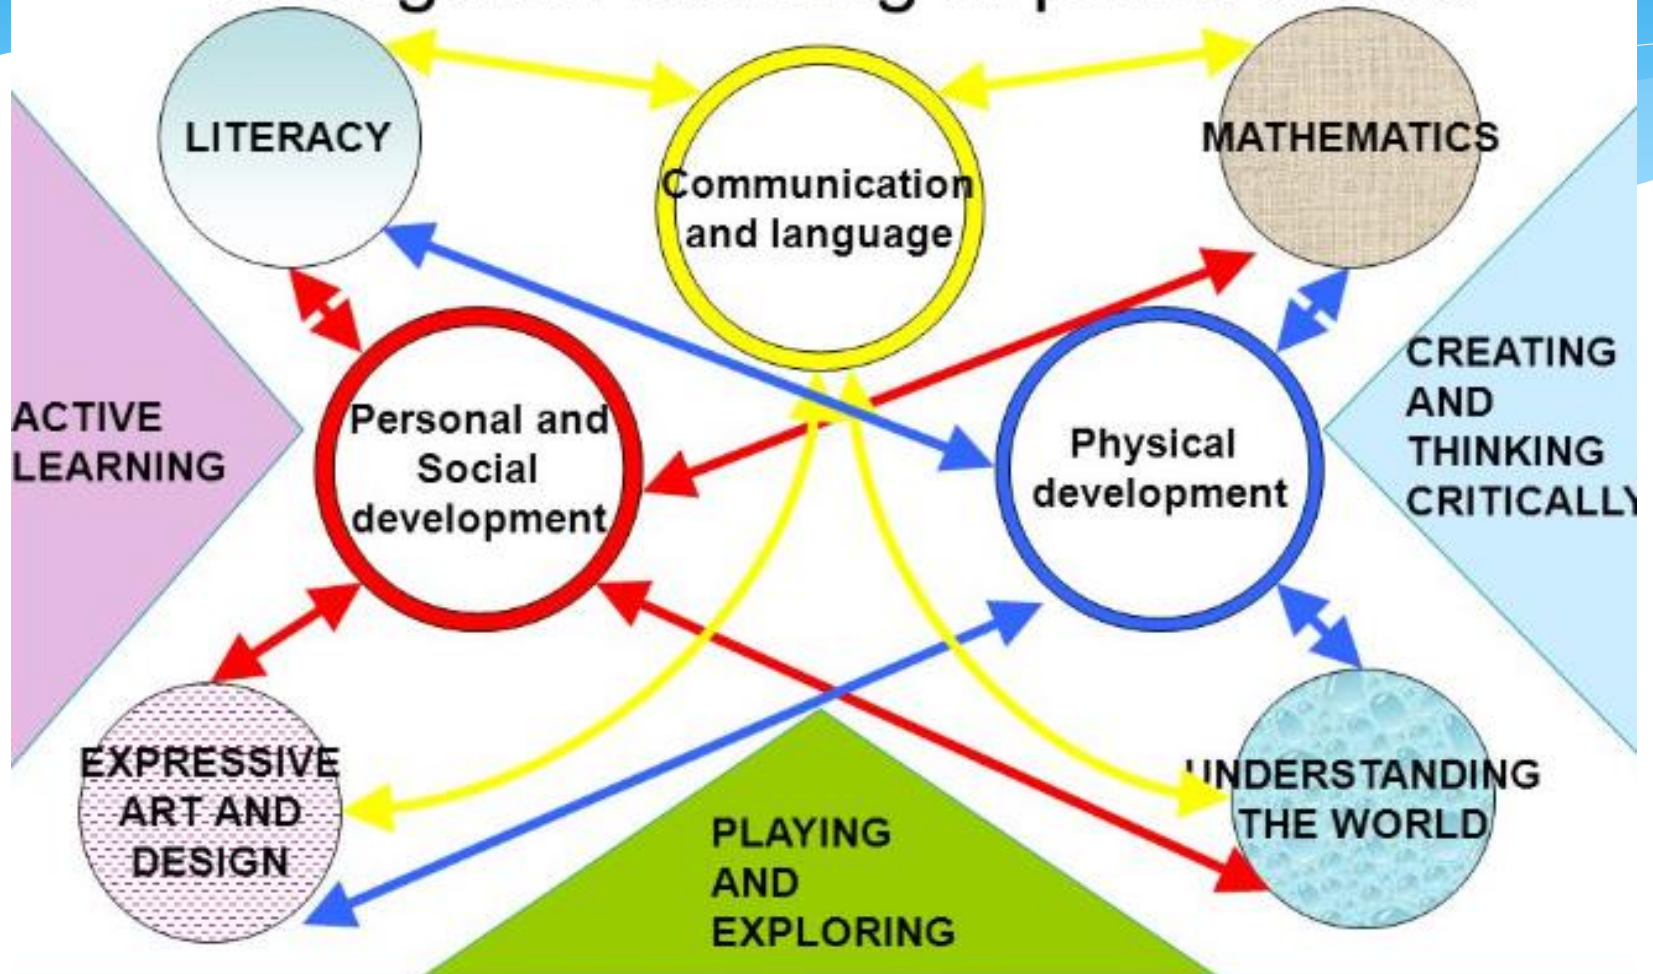 LITERACY
Communication
and language
MATHEMATICS
ACTIVE
LEARNING
Personal and
Social
development
Physical
development
CREATING
AND
THINKING
CRITICALLY
EXPRESSIVE
ART AND
DESIGN
PLAYING
AND
EXPLORING
UNDERSTANDING
THE WORLD